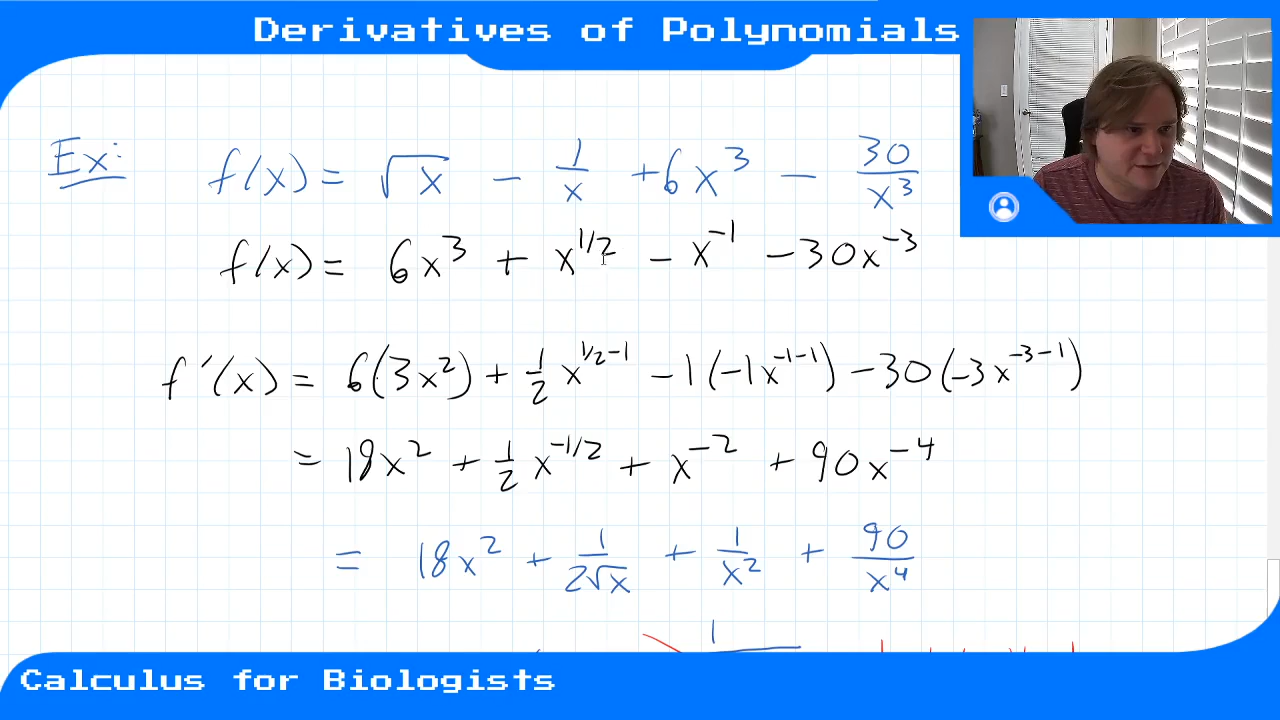 Derivatives of Polynomials
Ex: f(x) = √x - 1/x + 6x³ - 30/x³
f(x) = 6x³ + x^1/2 - x^-1 - 30x^-3
f'(x) = 6(3x²) + 1/2 x^1/2-1 - 1(-1x^-1-1) - 30(-3x^-3-1)
= 18x² + 1/2 x^-1/2 + x^-2 + 90x^-4
= 18x² + 1/2√x + 1/x² + 90/x⁴
1
Calculus for Biologists